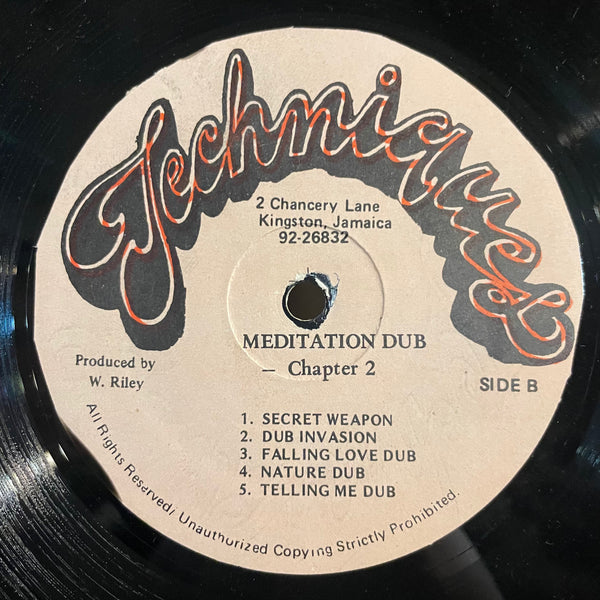 Techniques
2 Chancery Lane
Kingston, Jamaica
92-26832
MEDITATION DUB
— Chapter 2
Produced by
W. Riley
SIDE B
1. SECRET WEAPON
2. DUB INVASION
3. FALLING LOVE DUB
4. NATURE DUB
5. TELLING ME DUB
All Rights Reserved, Unauthorized Copying Strictly Prohibited.